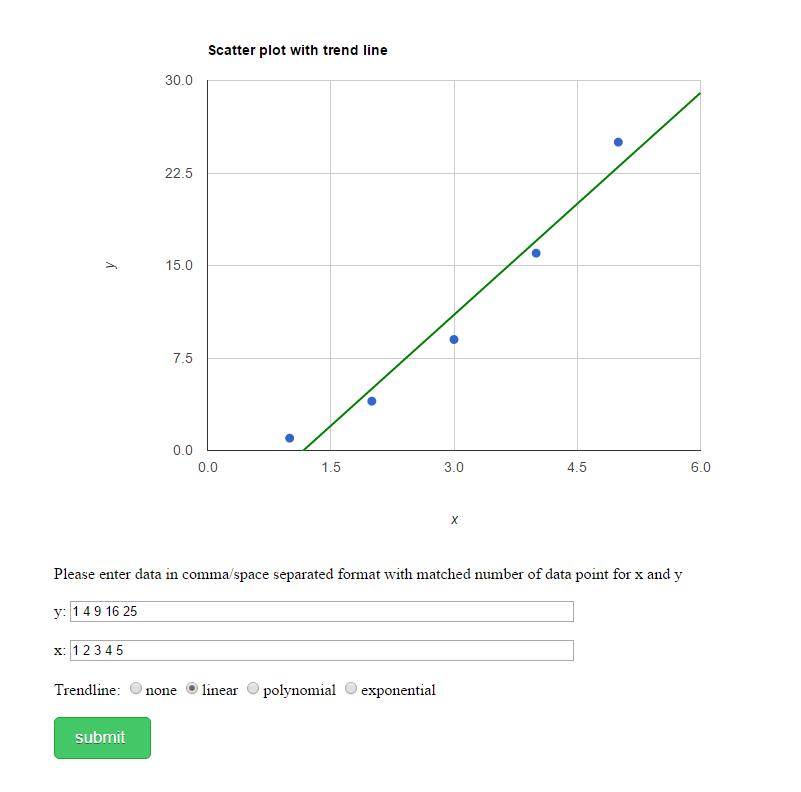 Scatter plot with trend line
30.0
22.5
y
15.0
7.5
0.0
0.0 1.5 3.0 4.5 6.0
x
Please enter data in comma/space separated format with matched number of data point for x and y
y: 1 4 9 16 25
x: 1 2 3 4 5
Trendline: none linear polynomial exponential
submit